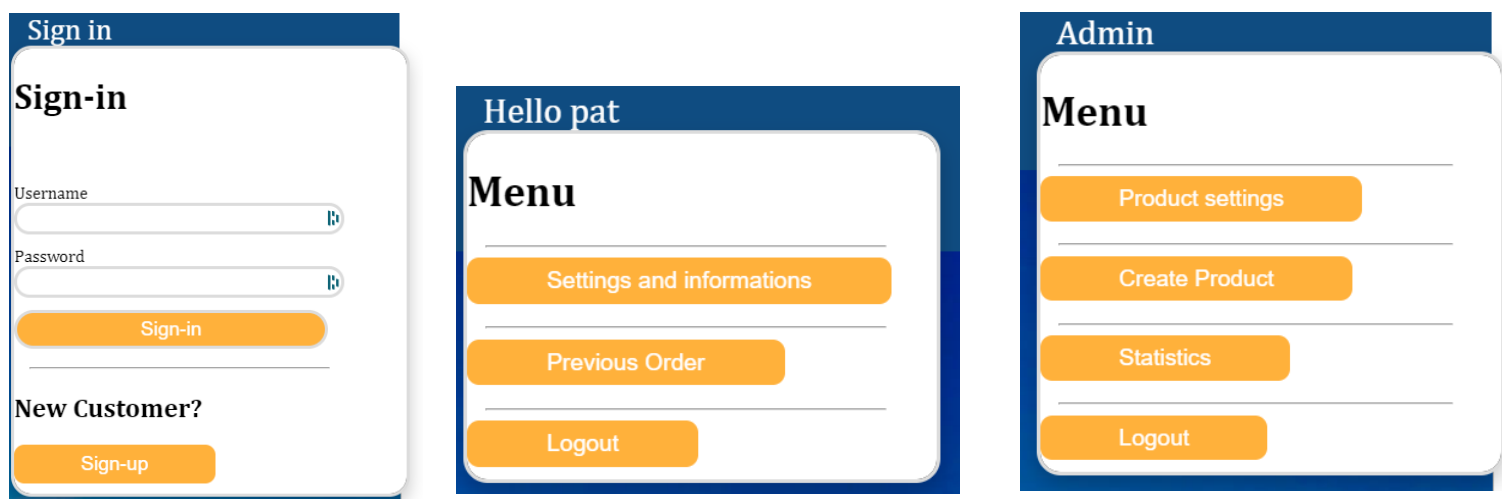 Sign in
Sign-in
Username
Password
Sign-in
New Customer?
Sign-up
Hello pat
Menu
Settings and informations
Previous Order
Logout
Admin
Menu
Product settings
Create Product
Statistics
Logout